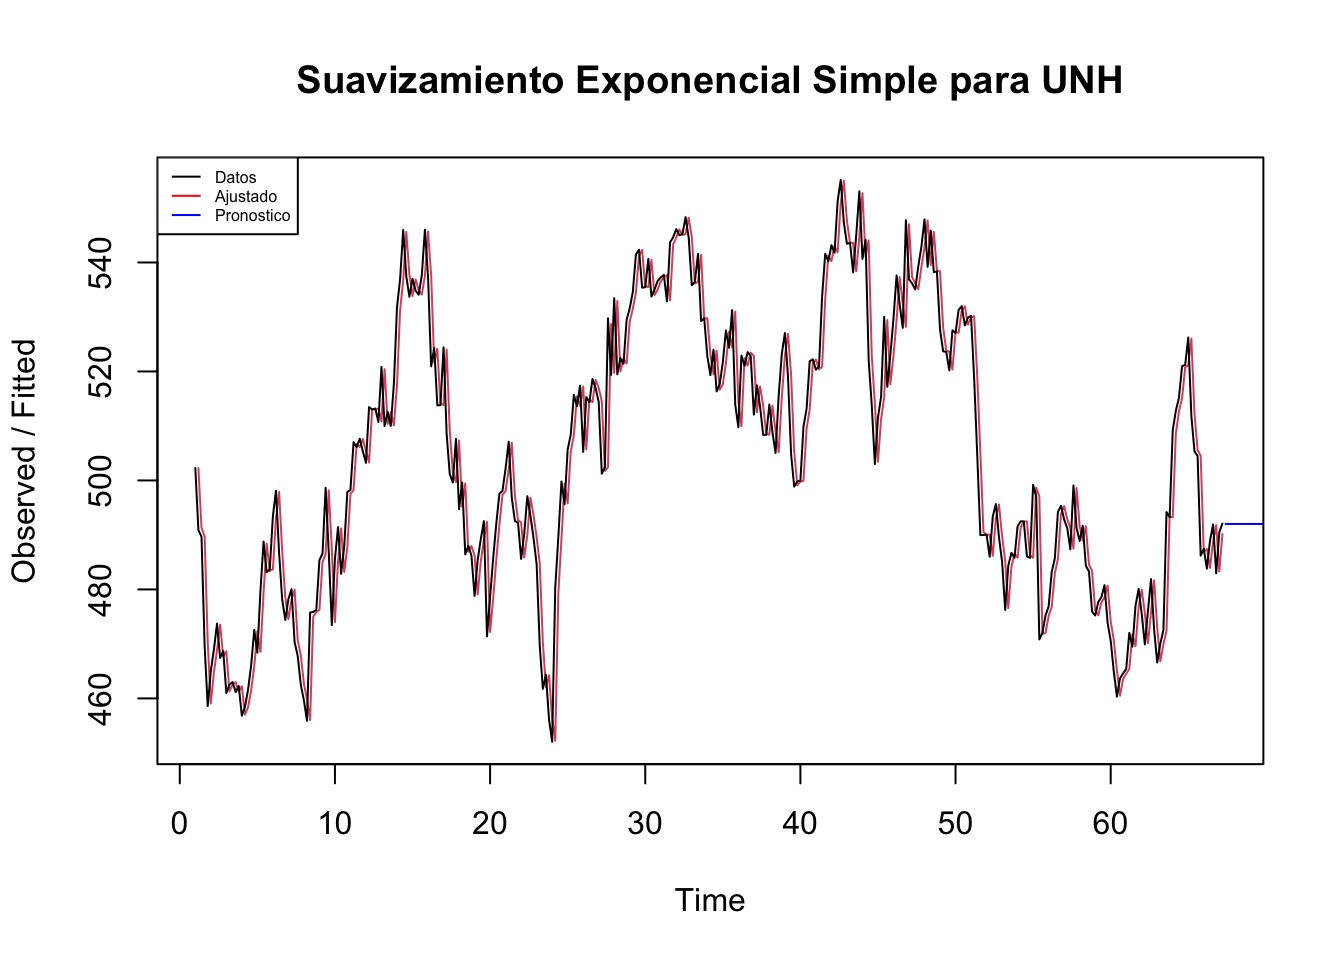 Suavizamiento Exponencial Simple para UNH
Datos
Ajustado
Pronostico
Observed / Fitted
540
520
500
480
460
0 10 20 30 40 50 60
Time